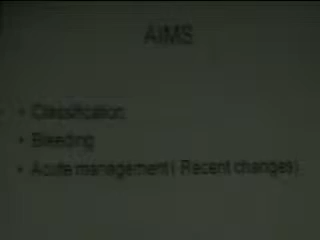 AIMS
• Classification
• Bleeding
• Acute management ( Recent changes)